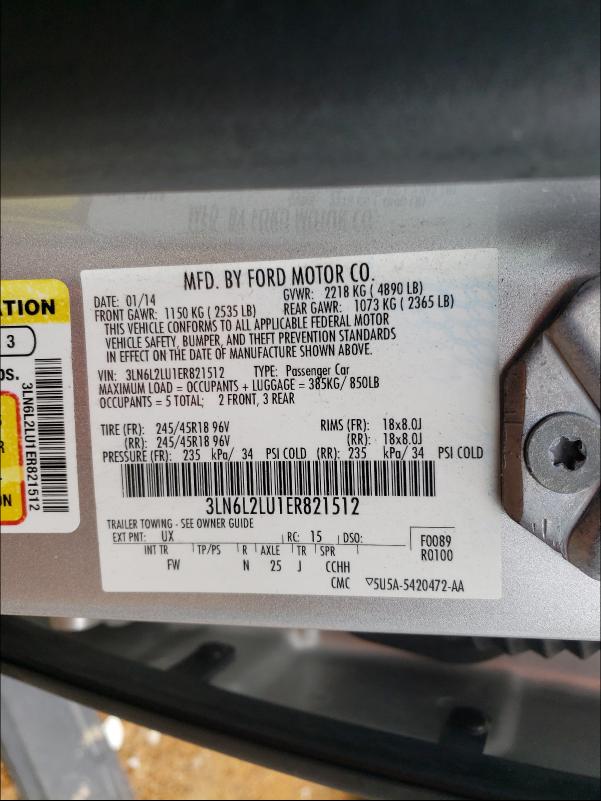 MFD. BY FORD MOTOR CO.
DATE: 01/14 GVWR: 2218 KG ( 4890 LB)
FRONT GAWR: 1150 KG ( 2535 LB) REAR GAWR: 1073 KG ( 2365 LB)
THIS VEHICLE CONFORMS TO ALL APPLICABLE FEDERAL MOTOR
VEHICLE SAFETY, BUMPER, AND THEFT PREVENTION STANDARDS
IN EFFECT ON THE DATE OF MANUFACTURE SHOWN ABOVE.
VIN: 3LN6L2LU1ER821512 TYPE: Passenger Car
MAXIMUM LOAD = OCCUPANTS + LUGGAGE = 385KG/ 850LB
OCCUPANTS = 5 TOTAL; 2 FRONT, 3 REAR
TIRE (FR): 245/45R18 96V RIMS (FR): 18x8.0J
(RR): 245/45R18 96V (RR): 18x8.0J
PRESSURE (FR): 235 kPa/ 34 PSI COLD (RR): 235 kPa/ 34 PSI COLD
3LN6L2LU1ER821512
TRAILER TOWING - SEE OWNER GUIDE
EXT PNT: UX RC: 15 DSO: F0089
INT TR TP/PS R AXLE TR SPR R0100
FW N 25 J CCHH
CMC ▽5U5A-5420472-AA
ATION
3
os.
R
ON
3LN6L2LU1ER821512